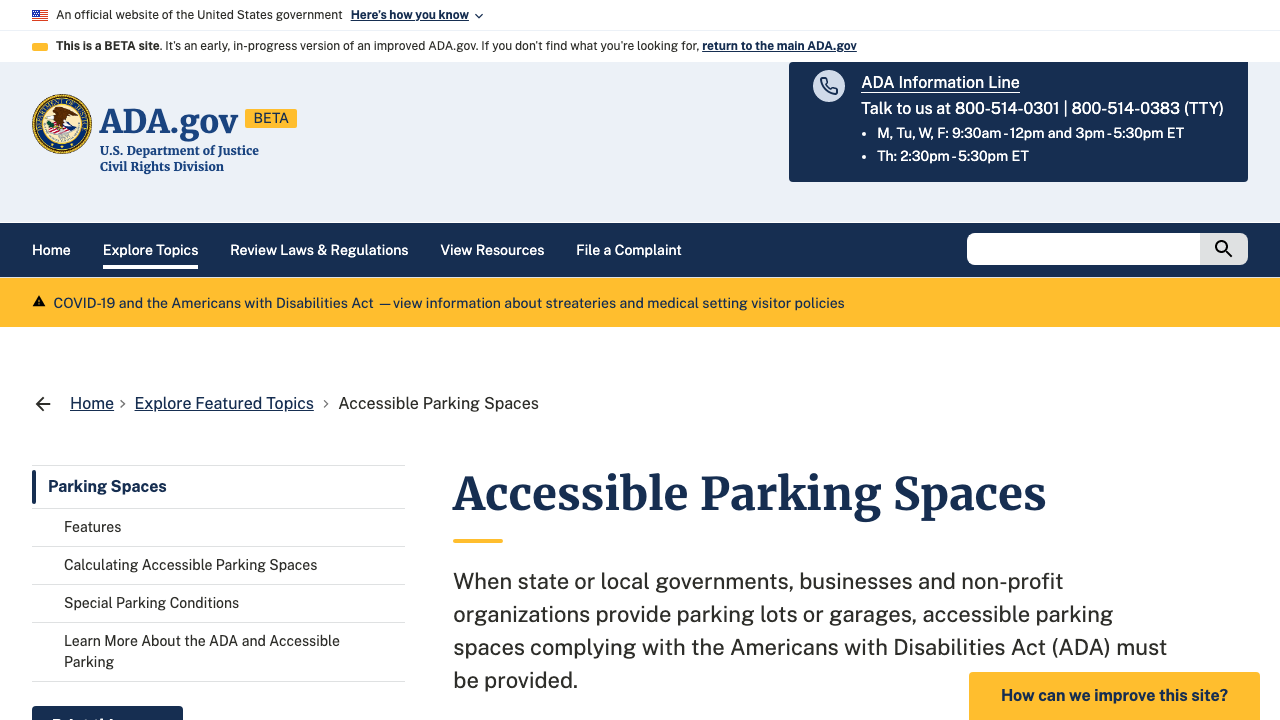 An official website of the United States government Here's how you know
This is a BETA site. It's an early, in-progress version of an improved ADA.gov. If you don't find what you're looking for, return to the main ADA.gov
ADA.gov BETA
U.S. Department of Justice
Civil Rights Division
ADA Information Line
Talk to us at 800-514-0301 | 800-514-0383 (TTY)
• M, Tu, W, F: 9:30am - 12pm and 3pm - 5:30pm ET
• Th: 2:30pm - 5:30pm ET
Home Explore Topics Review Laws & Regulations View Resources File a Complaint
COVID-19 and the Americans with Disabilities Act — view information about streateries and medical setting visitor policies
Home > Explore Featured Topics > Accessible Parking Spaces
Parking Spaces
Features
Calculating Accessible Parking Spaces
Special Parking Conditions
Learn More About the ADA and Accessible
Parking
Accessible Parking Spaces
When state or local governments, businesses and non-profit
organizations provide parking lots or garages, accessible parking
spaces complying with the Americans with Disabilities Act (ADA) must
be provided.
How can we improve this site?